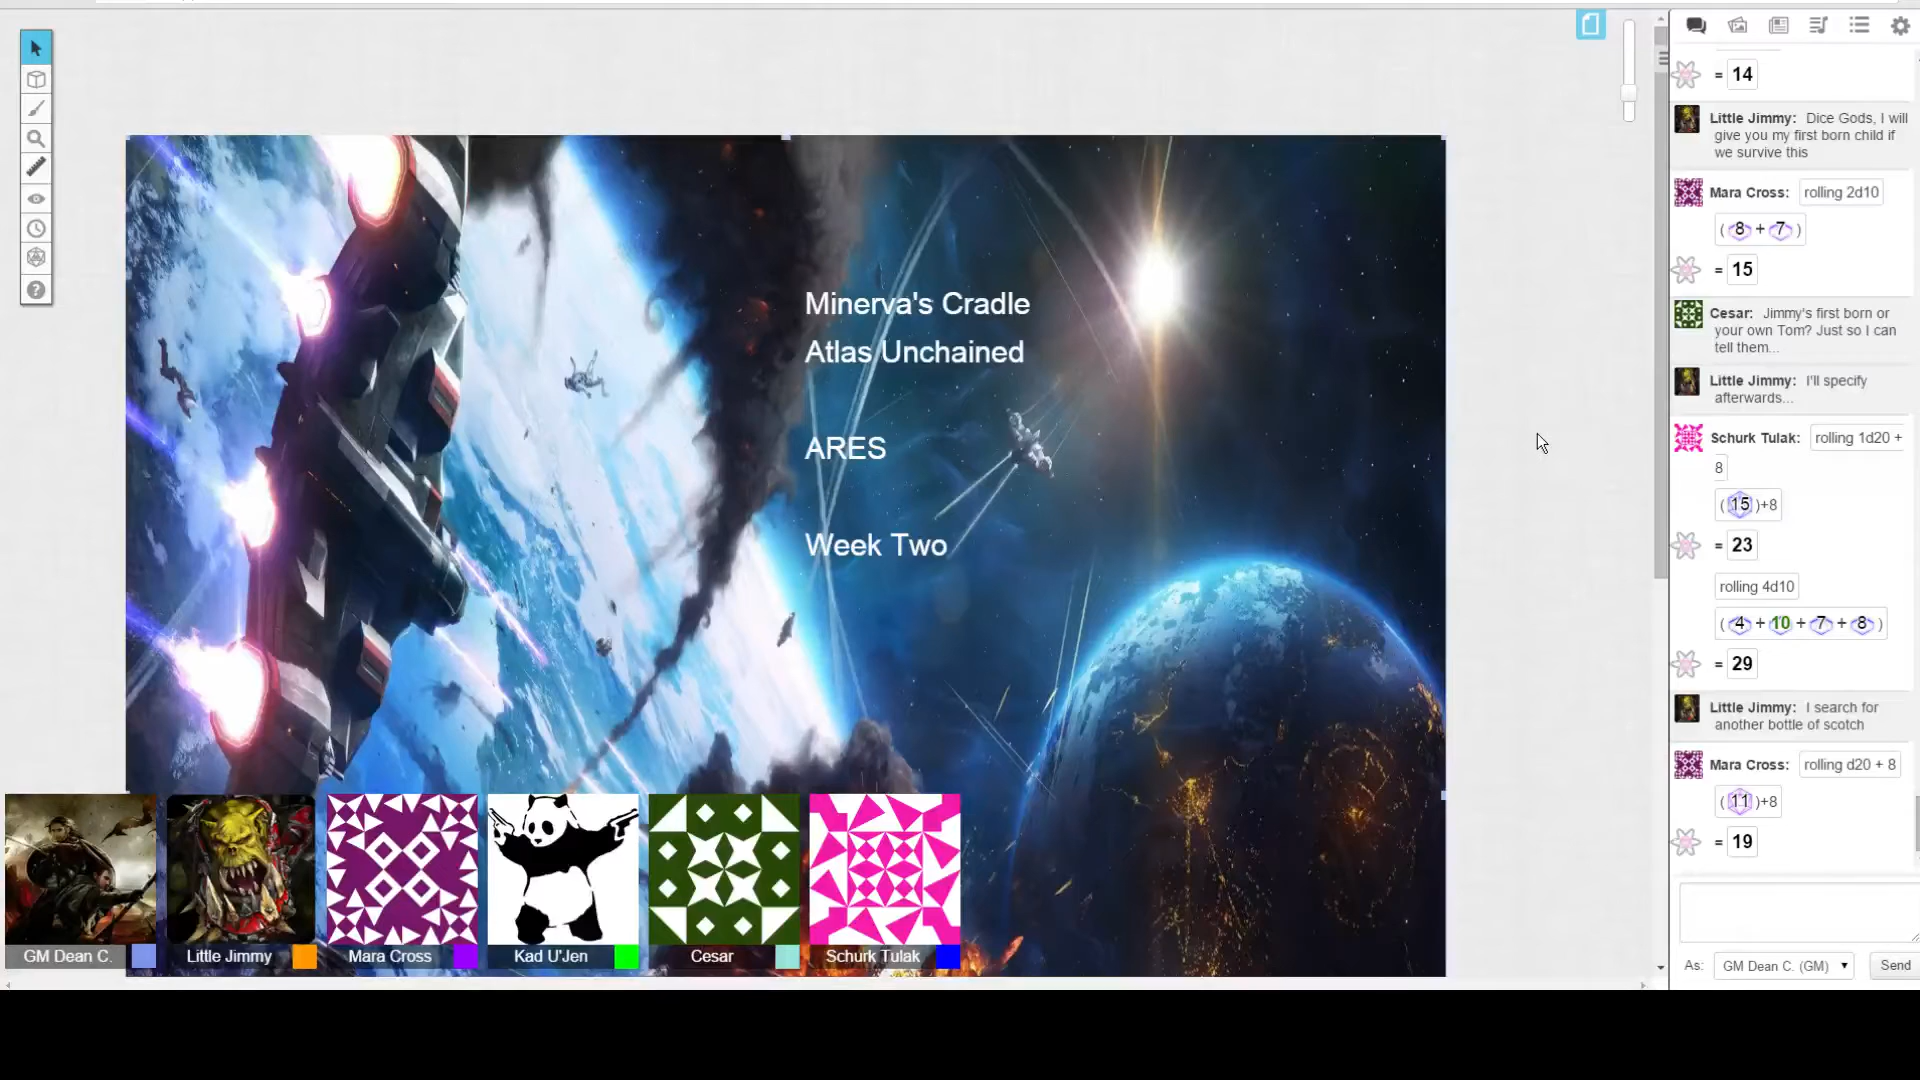 Minerva's Cradle
Atlas Unchained
ARES
Week Two
GM Dean C.
Little Jimmy
Mara Cross
Kad U'Jen
Cesar
Schurk Tulak
= 14
Little Jimmy: Dice Gods, I will
give you my first born child if
we survive this
Mara Cross: rolling 2d10
( 8 + 7 )
= 15
Cesar: Jimmy's first born or
your own Tom? Just so I can
tell them...
Little Jimmy: I'll specify
afterwards...
Schurk Tulak: rolling 1d20 +
8
( 15 )+8
= 23
rolling 4d10
( 4 + 10 + 7 + 8 )
= 29
Little Jimmy: I search for
another bottle of scotch
Mara Cross: rolling d20 + 8
( 11 )+8
= 19
As: GM Dean C. (GM) Send